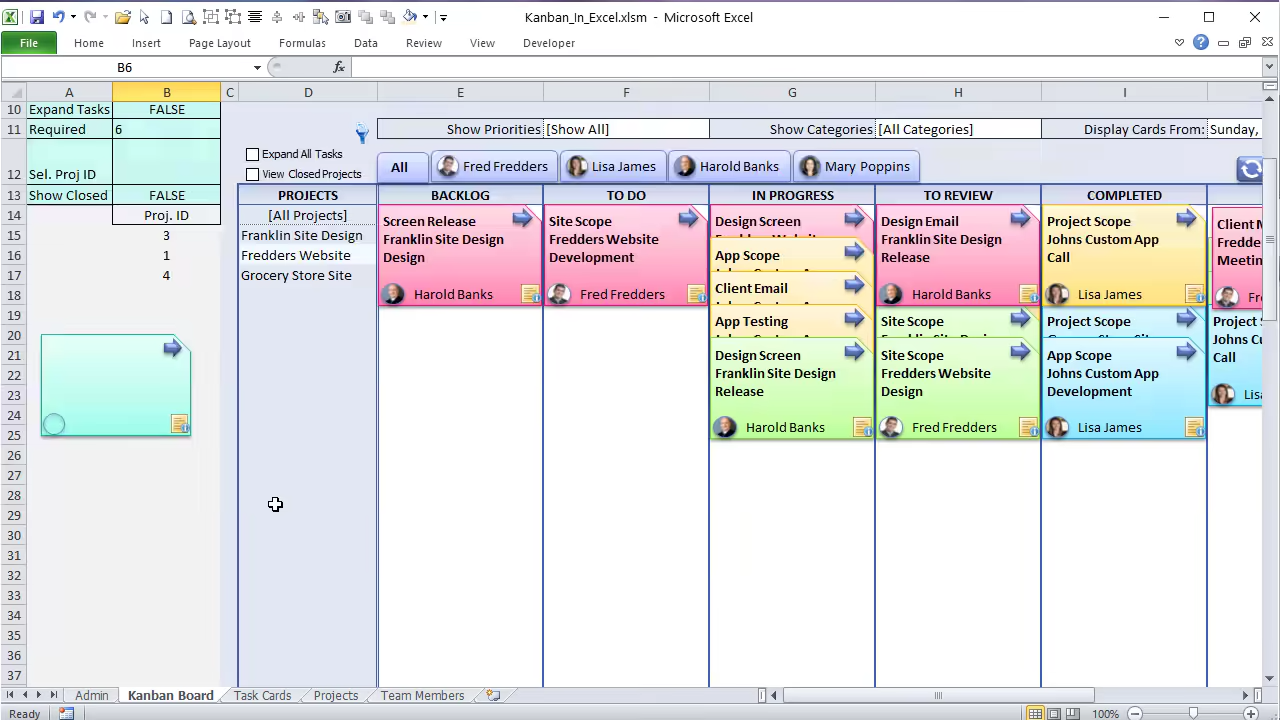 Kanban_In_Excel.xlsm - Microsoft Excel
File Home Insert Page Layout Formulas Data Review View Developer
B6 fx
A B C D E F G H I
10 Expand Tasks FALSE
11 Required 6 Show Priorities [Show All] Show Categories [All Categories] Display Cards From: Sunday,
12 Sel. Proj ID
Expand All Tasks
View Closed Projects
All Fred Fredders Lisa James Harold Banks Mary Poppins
13 Show Closed FALSE PROJECTS BACKLOG TO DO IN PROGRESS TO REVIEW COMPLETED
14 Proj. ID [All Projects]
15 3 Franklin Site Design
16 1 Fredders Website
17 4 Grocery Store Site
18
19
20
21
22
23
24
25
26
27
28
29
30
31
32
33
34
35
36
37
Screen Release
Franklin Site Design
Design
Harold Banks
Site Scope
Fredders Website
Development
Fred Fredders
Design Screen
App Scope
Client Email
App Testing
Design Screen
Franklin Site Design
Release
Harold Banks
Design Email
Franklin Site Design
Release
Harold Banks
Site Scope
Site Scope
Fredders Website
Design
Fred Fredders
Project Scope
Johns Custom App
Call
Lisa James
Project Scope
App Scope
Johns Custom App
Development
Lisa James
Client M
Fredde
Meetin
Fr
Project
Johns C
Call
Lis
Admin Kanban Board Task Cards Projects Team Members
Ready 100%